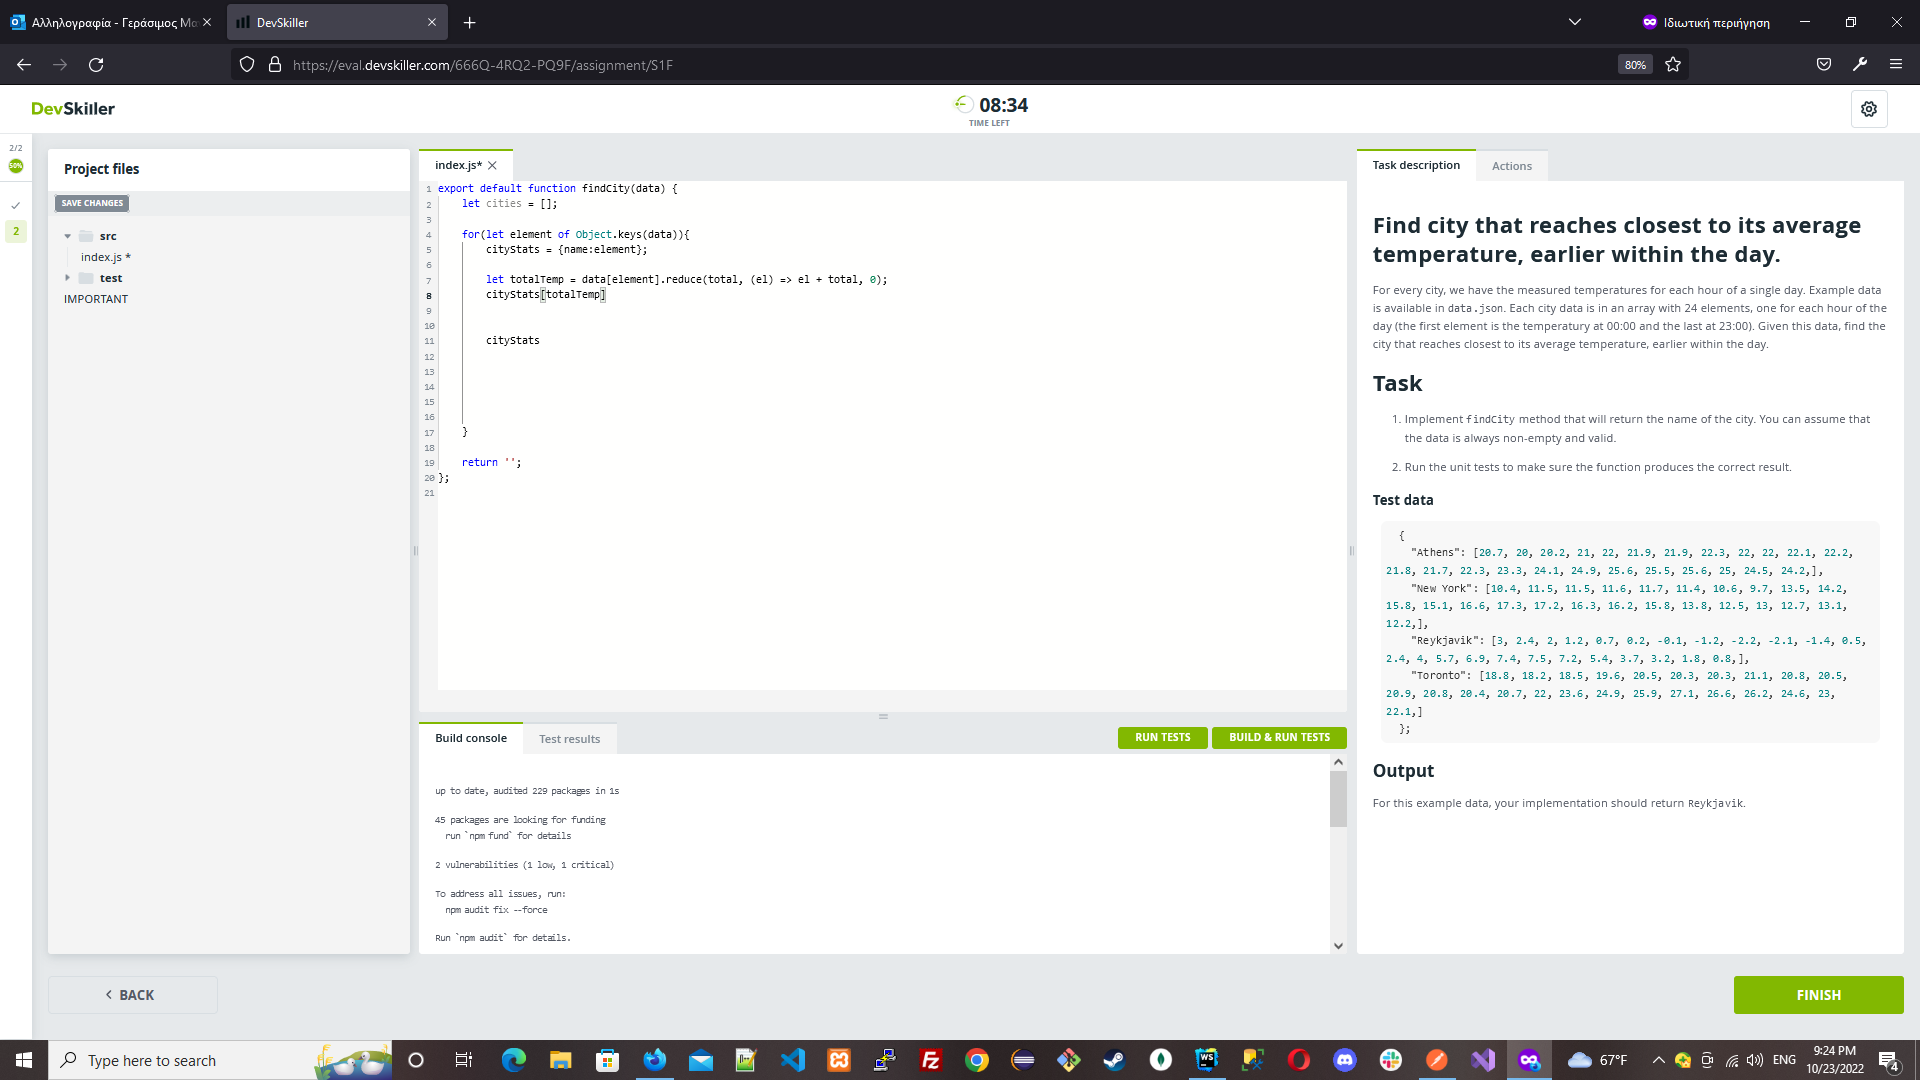 Αλληλογραφία - Γεράσιμος Μα
DevSkiller
Ιδιωτική περιήγηση
https://eval.devskiller.com/666Q-4RQ2-PQ9F/assignment/S1F
80%
DevSkiller
08:34
TIME LEFT
2/2
50%
2
Project files
SAVE CHANGES
src
index.js *
test
IMPORTANT
index.js*
1 export default function findCity(data) {
2 let cities = [];
3
4 for(let element of Object.keys(data)){
5 cityStats = {name:element};
6
7 let totalTemp = data[element].reduce(total, (el) => el + total, 0);
8 cityStats[totalTemp]
9
10
11 cityStats
12
13
14
15
16
17 }
18
19 return '';
20 };
21
Build console
Test results
RUN TESTS
BUILD & RUN TESTS
up to date, audited 229 packages in 1s
45 packages are looking for funding
run `npm fund` for details
2 vulnerabilities (1 low, 1 critical)
To address all issues, run:
npm audit fix --force
Run `npm audit` for details.
Task description
Actions
Find city that reaches closest to its average
temperature, earlier within the day.
For every city, we have the measured temperatures for each hour of a single day. Example data
is available in data.json. Each city data is in an array with 24 elements, one for each hour of the
day (the first element is the temperatury at 00:00 and the last at 23:00). Given this data, find the
city that reaches closest to its average temperature, earlier within the day.
Task
1. Implement findCity method that will return the name of the city. You can assume that
the data is always non-empty and valid.
2. Run the unit tests to make sure the function produces the correct result.
Test data
{
"Athens": [20.7, 20, 20.2, 21, 22, 21.9, 21.9, 22.3, 22, 22, 22.1, 22.2,
21.8, 21.7, 22.3, 23.3, 24.1, 24.9, 25.6, 25.5, 25.6, 25, 24.5, 24.2,],
"New York": [10.4, 11.5, 11.5, 11.6, 11.7, 11.4, 10.6, 9.7, 13.5, 14.2,
15.8, 15.1, 16.6, 17.3, 17.2, 16.3, 16.2, 15.8, 13.8, 12.5, 13, 12.7, 13.1,
12.2,],
"Reykjavik": [3, 2.4, 2, 1.2, 0.7, 0.2, -0.1, -1.2, -2.2, -2.1, -1.4, 0.5,
2.4, 4, 5.7, 6.9, 7.4, 7.5, 7.2, 5.4, 3.7, 3.2, 1.8, 0.8,],
"Toronto": [18.8, 18.2, 18.5, 19.6, 20.5, 20.3, 20.3, 21.1, 20.8, 20.5,
20.9, 20.8, 20.4, 20.7, 22, 23.6, 24.9, 25.9, 27.1, 26.6, 26.2, 24.6, 23,
22.1,]
};
Output
For this example data, your implementation should return Reykjavik.
BACK
FINISH
Type here to search
WS
67°F
ENG
9:24 PM
10/23/2022
4